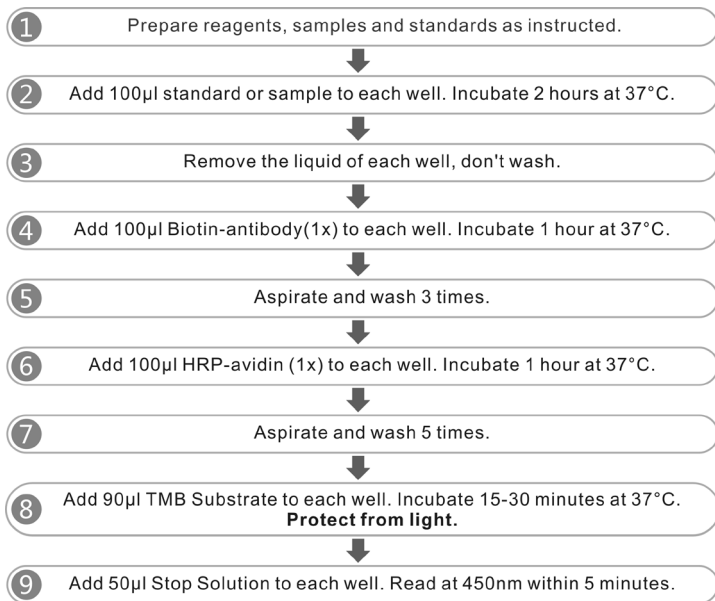 1 Prepare reagents, samples and standards as instructed.
2 Add 100μl standard or sample to each well. Incubate 2 hours at 37°C.
3 Remove the liquid of each well, don't wash.
4 Add 100μl Biotin-antibody(1x) to each well. Incubate 1 hour at 37°C.
5 Aspirate and wash 3 times.
6 Add 100μl HRP-avidin (1x) to each well. Incubate 1 hour at 37°C.
7 Aspirate and wash 5 times.
8 Add 90μl TMB Substrate to each well. Incubate 15-30 minutes at 37°C.
Protect from light.
9 Add 50μl Stop Solution to each well. Read at 450nm within 5 minutes.